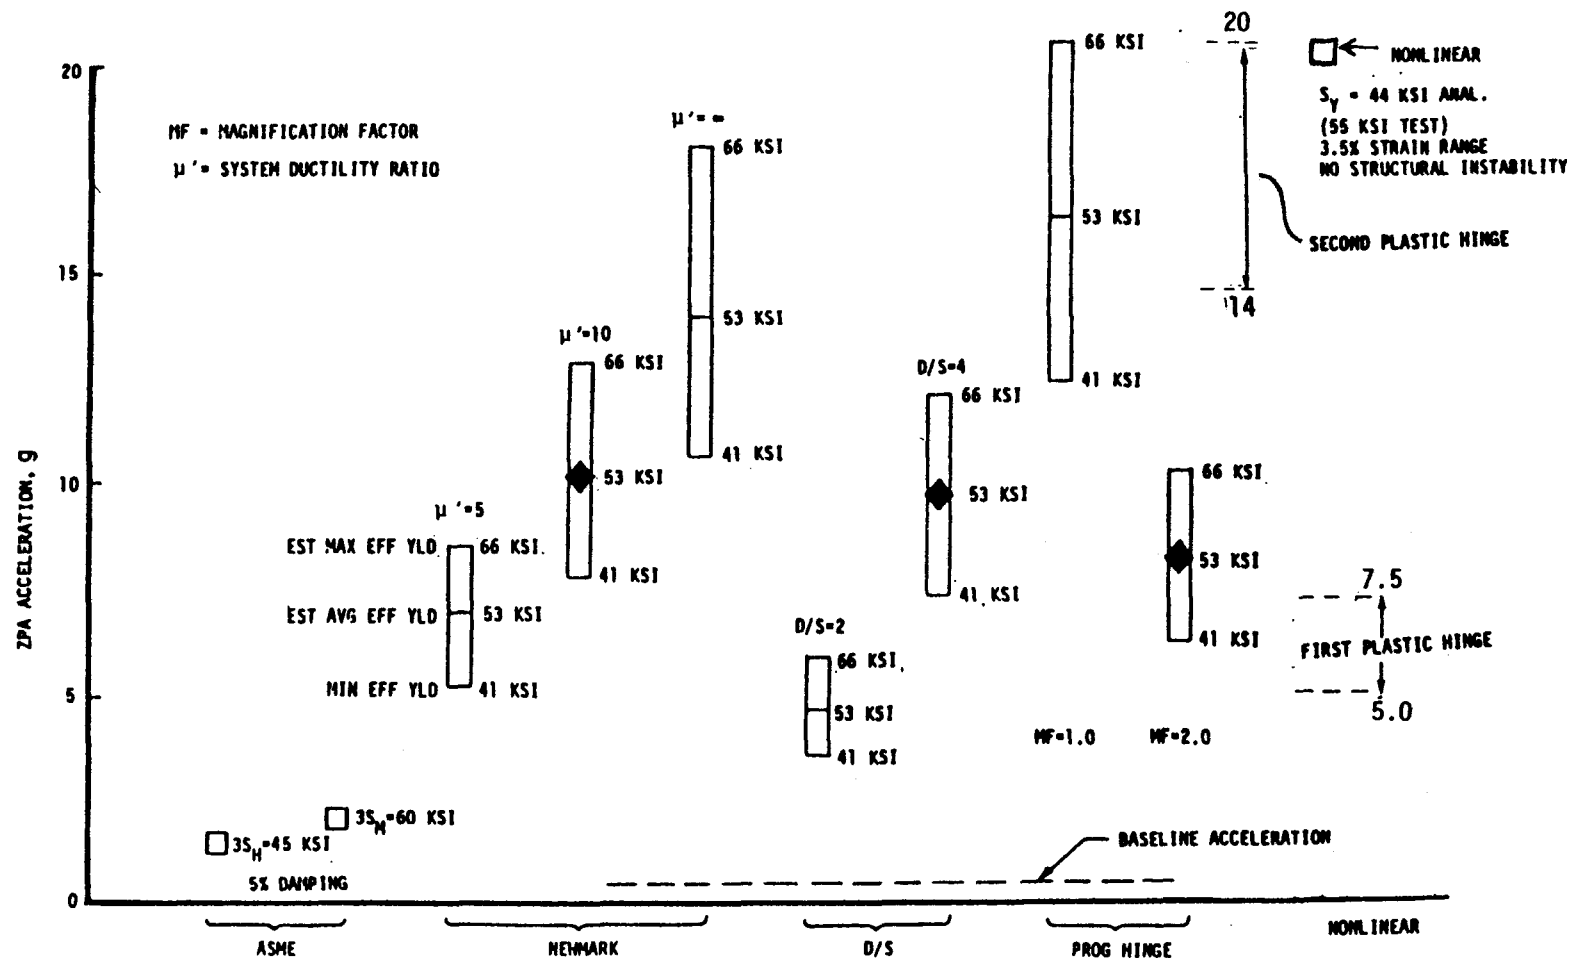 20
20
66 KSI
NONLINEAR
S_Y = 44 KSI ANAL.
(55 KSI TEST)
3.5% STRAIN RANGE
NO STRUCTURAL INSTABILITY
MF = MAGNIFICATION FACTOR
μ' = SYSTEM DUCTILITY RATIO
μ' = ∞
66 KSI
53 KSI
SECOND PLASTIC HINGE
15
14
53 KSI
μ'=10
66 KSI
D/S=4
66 KSI
41 KSI
41 KSI
10
53 KSI
53 KSI
66 KSI
ZPA ACCELERATION, g
μ'=5
EST MAX EFF YLD
66 KSI
41 KSI
53 KSI
7.5
EST AVG EFF YLD
53 KSI
41 KSI
D/S=2
66 KSI
41 KSI
FIRST PLASTIC HINGE
5
MIN EFF YLD
41 KSI
53 KSI
5.0
41 KSI
MF=1.0
MF=2.0
3S_H=45 KSI
3S_M=60 KSI
BASELINE ACCELERATION
5% DAMPING
0
ASME
NEWMARK
D/S
PROG HINGE
NONLINEAR